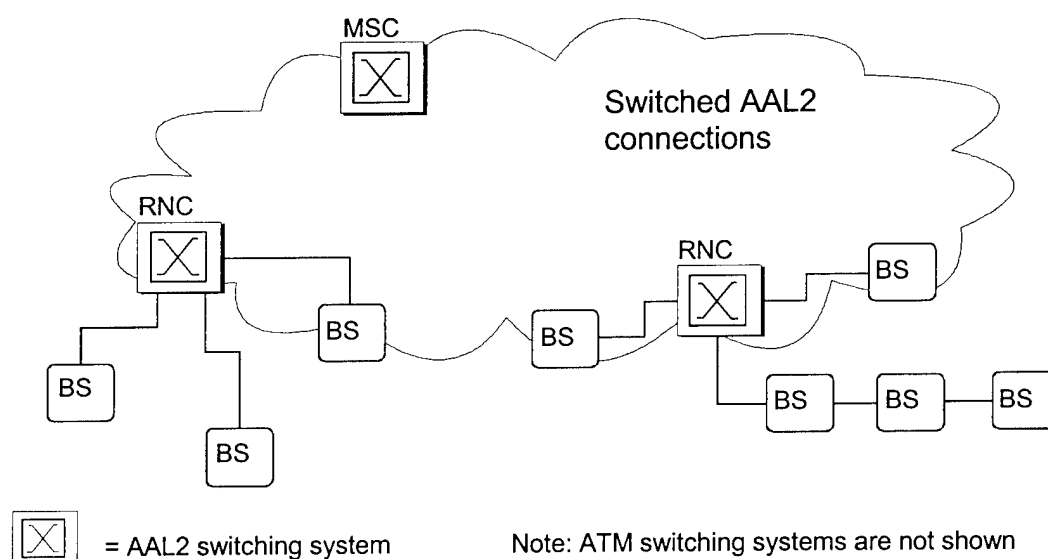 MSC
Switched AAL2
connections
RNC
RNC
BS
BS
BS
BS
BS
BS
BS
BS
= AAL2 switching system
Note: ATM switching systems are not shown